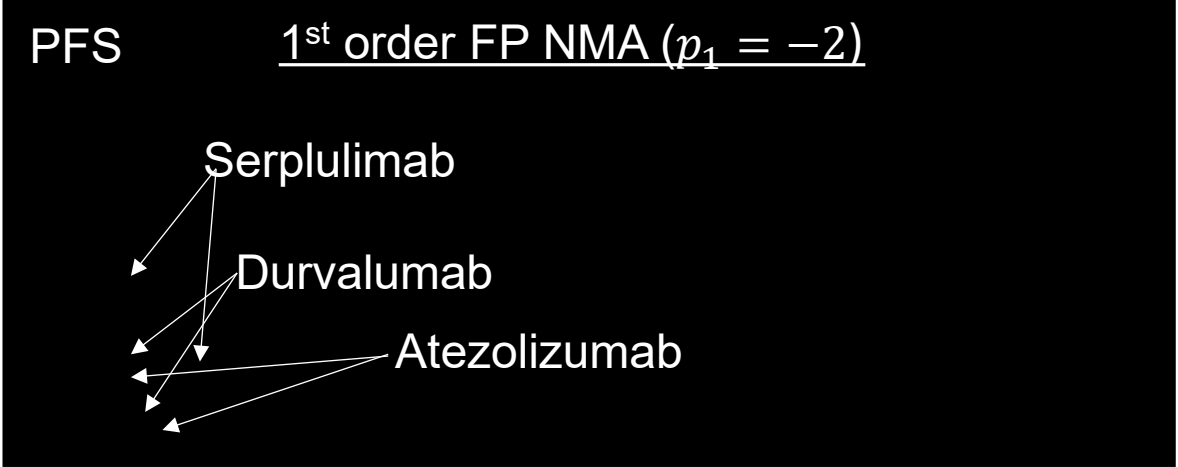 PFS 1st order FP NMA (p₁ = −2)
Serplulimab
Durvalumab
Atezolizumab